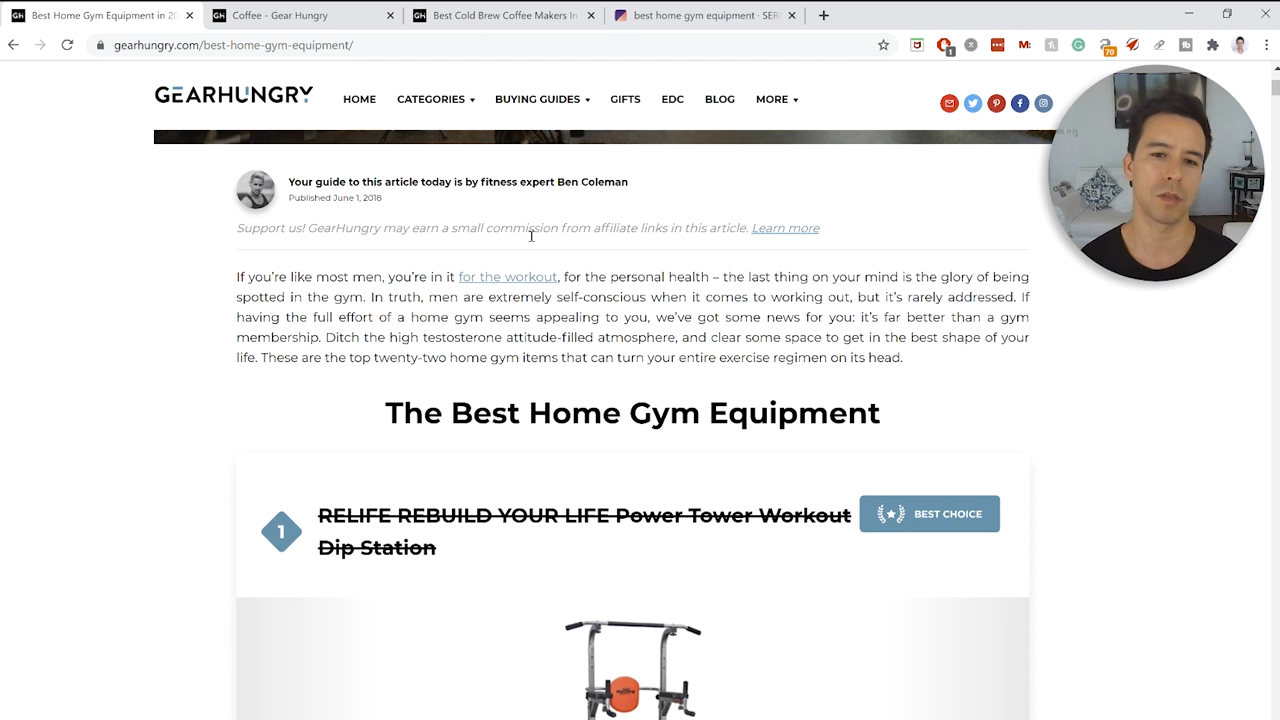 Best Home Gym Equipment in 20
Coffee - Gear Hungry
Best Cold Brew Coffee Makers In
best home gym equipment - SER
gearhungry.com/best-home-gym-equipment/
1
M:
70
GEARHUNGRY
HOME
CATEGORIES
BUYING GUIDES
GIFTS
EDC
BLOG
MORE
Your guide to this article today is by fitness expert Ben Coleman
Published June 1, 2018
Support us! GearHungry may earn a small commission from affiliate links in this article. Learn more
If you're like most men, you're in it for the workout, for the personal health – the last thing on your mind is the glory of being
spotted in the gym. In truth, men are extremely self-conscious when it comes to working out, but it's rarely addressed. If
having the full effort of a home gym seems appealing to you, we've got some news for you: it's far better than a gym
membership. Ditch the high testosterone attitude-filled atmosphere, and clear some space to get in the best shape of your
life. These are the top twenty-two home gym items that can turn your entire exercise regimen on its head.
The Best Home Gym Equipment
1
RELIFE REBUILD YOUR LIFE Power Tower Workout
Dip Station
BEST CHOICE